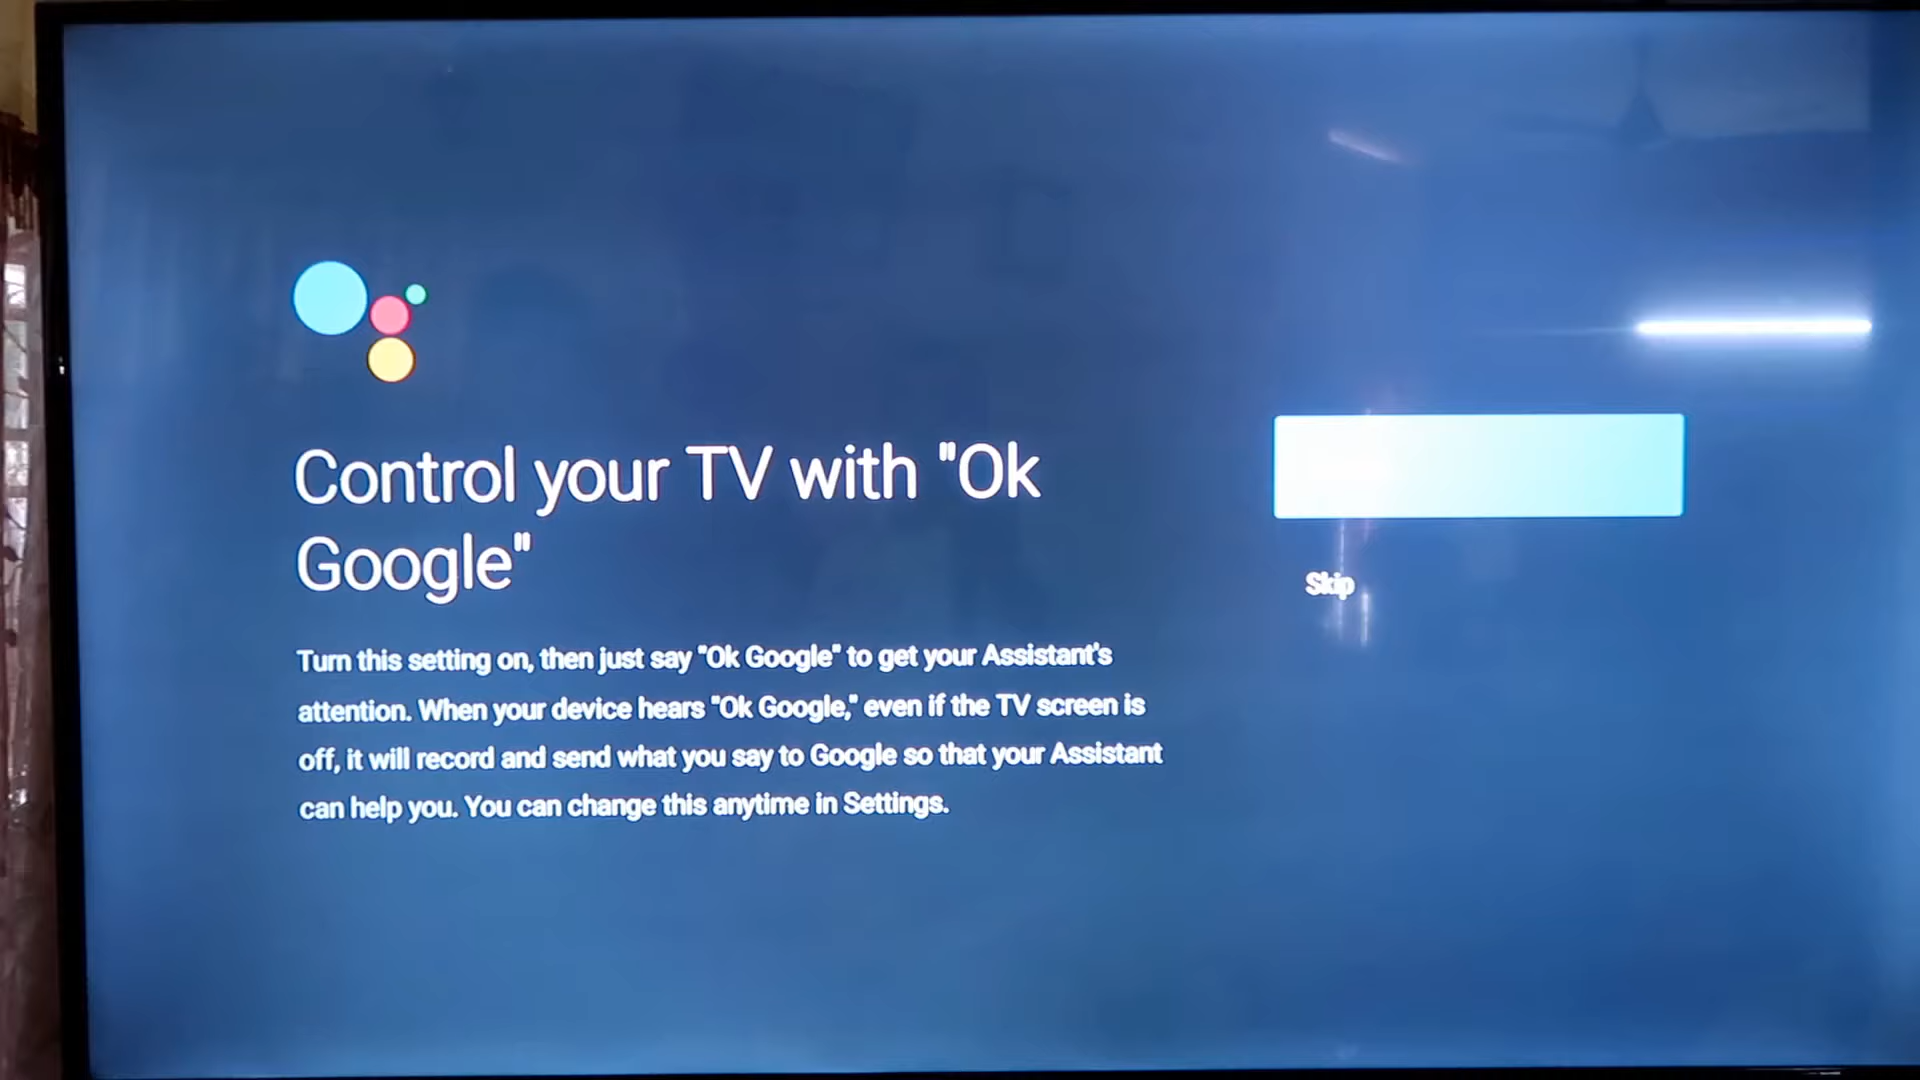 Control your TV with "Ok
Google"
Turn this setting on, then just say "Ok Google" to get your Assistant's
attention. When your device hears "Ok Google," even if the TV screen is
off, it will record and send what you say to Google so that your Assistant
can help you. You can change this anytime in Settings.
Skip